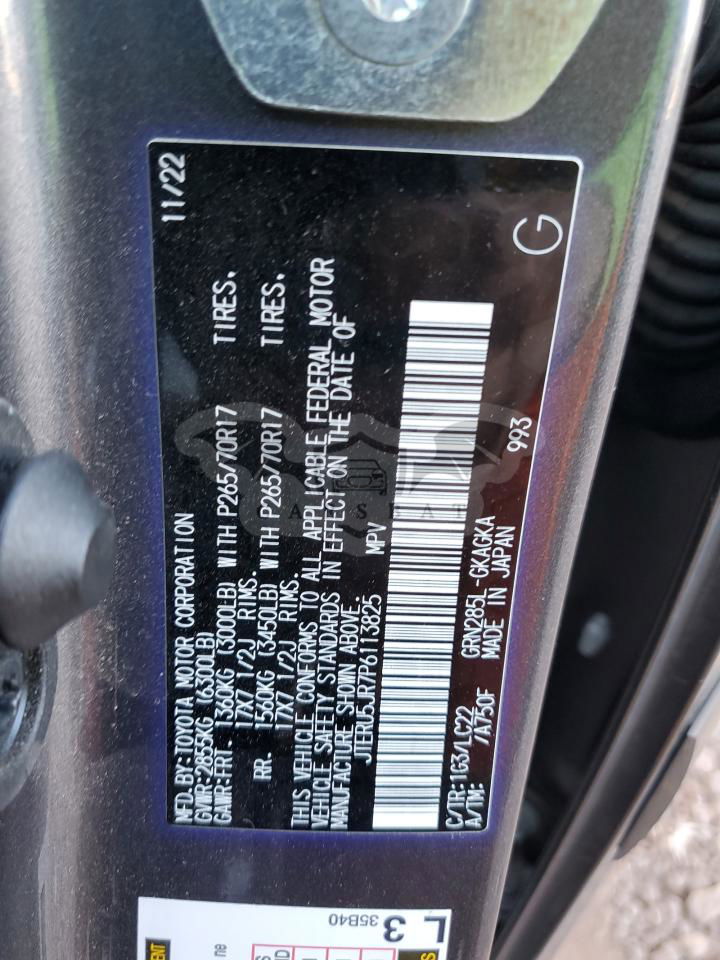 MFD. BY: TOYOTA MOTOR CORPORATION 11/22
GVWR: 2855KG (6300LB)
GAWR: FRT. 1360KG (3000LB) WITH P265/70R17 TIRES.
17X7 1/2J RIMS.
RR. 1560KG (3450LB) WITH P265/70R17 TIRES.
17X7 1/2J RIMS.
THIS VEHICLE CONFORMS TO ALL APPLICABLE FEDERAL MOTOR
VEHICLE SAFETY STANDARDS IN EFFECT ON THE DATE OF
MANUFACTURE SHOWN ABOVE.
JTERU5JR7P6113825 MPV
C/TR: 1G3/LC22 GRN285L-GKAGKA 993
A/TM: /A750F MADE IN JAPAN
G
L3
35B40